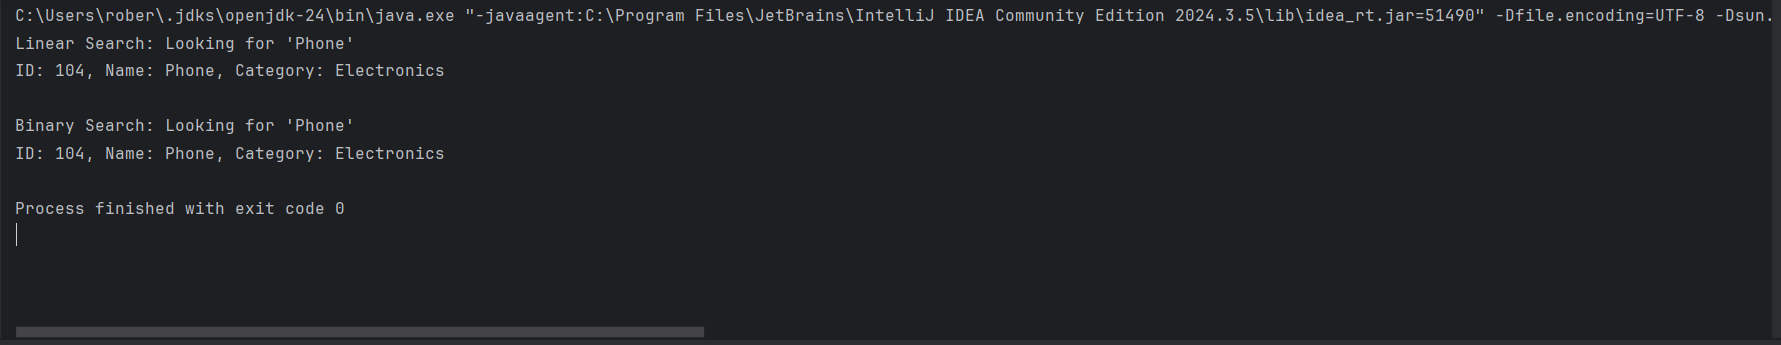 C:\Users\rober\.jdks\openjdk-24\bin\java.exe "-javaagent:C:\Program Files\JetBrains\IntelliJ IDEA Community Edition 2024.3.5\lib\idea_rt.jar=51490" -Dfile.encoding=UTF-8 -Dsun.
Linear Search: Looking for 'Phone'
ID: 104, Name: Phone, Category: Electronics
Binary Search: Looking for 'Phone'
ID: 104, Name: Phone, Category: Electronics
Process finished with exit code 0